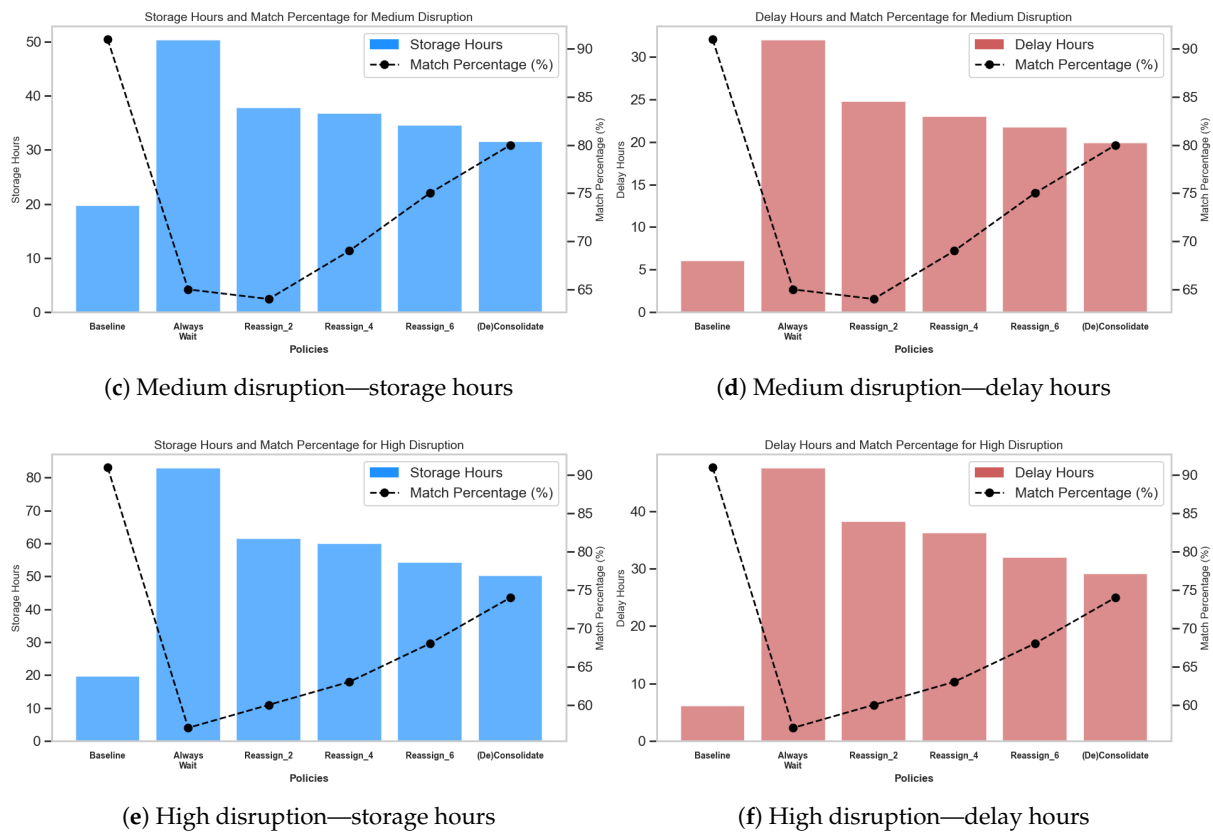 Storage Hours and Match Percentage for Medium Disruption
50
40
30
20
10
0
Storage Hours
Storage Hours
Match Percentage (%)
90
85
80
75
70
65
Match Percentage (%)
Baseline
Always
Wait
Reassign_2
Reassign_4
Reassign_6
(De)Consolidate
Policies
(c) Medium disruption—storage hours
Delay Hours and Match Percentage for Medium Disruption
30
25
20
15
10
5
0
Delay Hours
Delay Hours
Match Percentage (%)
90
85
80
75
70
65
Match Percentage (%)
Baseline
Always
Wait
Reassign_2
Reassign_4
Reassign_6
(De)Consolidate
Policies
(d) Medium disruption—delay hours
Storage Hours and Match Percentage for High Disruption
80
70
60
50
40
30
20
10
0
Storage Hours
Storage Hours
Match Percentage (%)
90
85
80
75
70
65
60
Match Percentage (%)
Baseline
Always
Wait
Reassign_2
Reassign_4
Reassign_6
(De)Consolidate
Policies
(e) High disruption—storage hours
Delay Hours and Match Percentage for High Disruption
40
30
20
10
0
Delay Hours
Delay Hours
Match Percentage (%)
90
85
80
75
70
65
60
Match Percentage (%)
Baseline
Always
Wait
Reassign_2
Reassign_4
Reassign_6
(De)Consolidate
Policies
(f) High disruption—delay hours